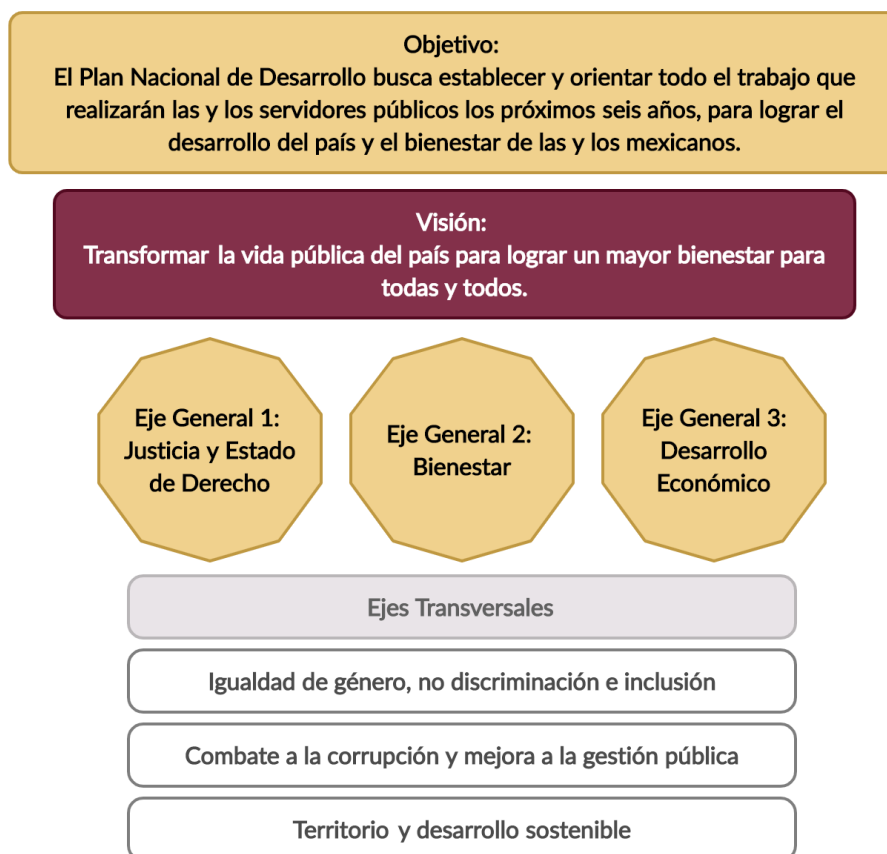 Objetivo:
El Plan Nacional de Desarrollo busca establecer y orientar todo el trabajo que
realizarán las y los servidores públicos los próximos seis años, para lograr el
desarrollo del país y el bienestar de las y los mexicanos.
Visión:
Transformar la vida pública del país para lograr un mayor bienestar para
todas y todos.
Eje General 1:
Justicia y Estado
de Derecho
Eje General 2:
Bienestar
Eje General 3:
Desarrollo
Económico
Ejes Transversales
Igualdad de género, no discriminación e inclusión
Combate a la corrupción y mejora a la gestión pública
Territorio y desarrollo sostenible